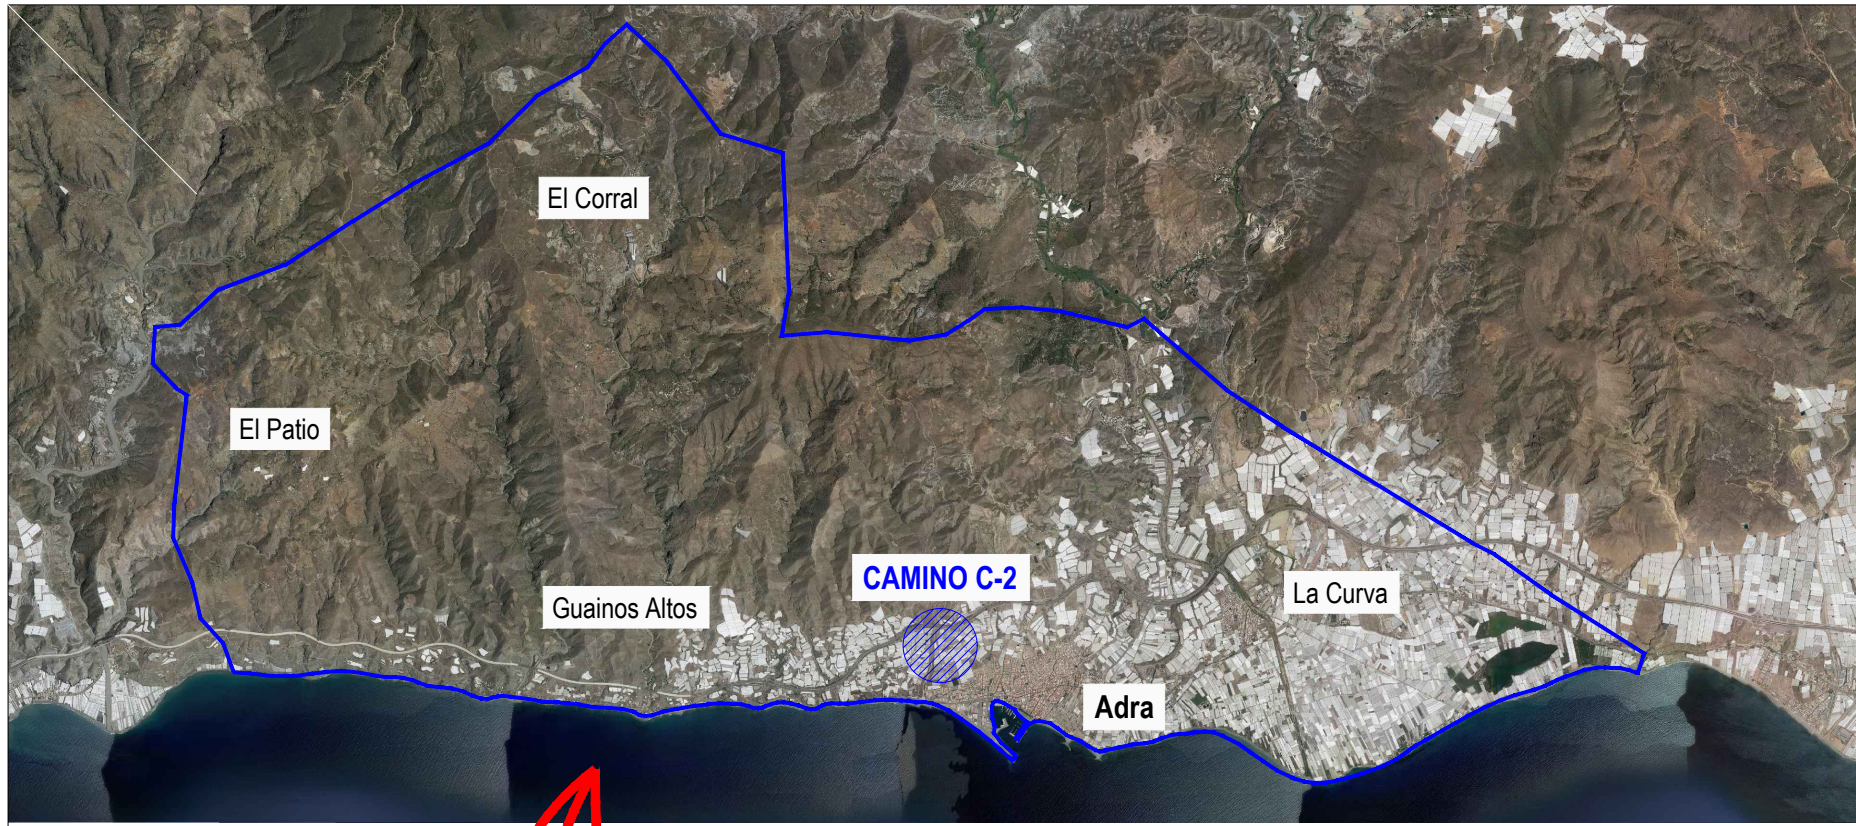 El Corral
El Patio
CAMINO C-2
Guainos Altos
La Curva
Adra